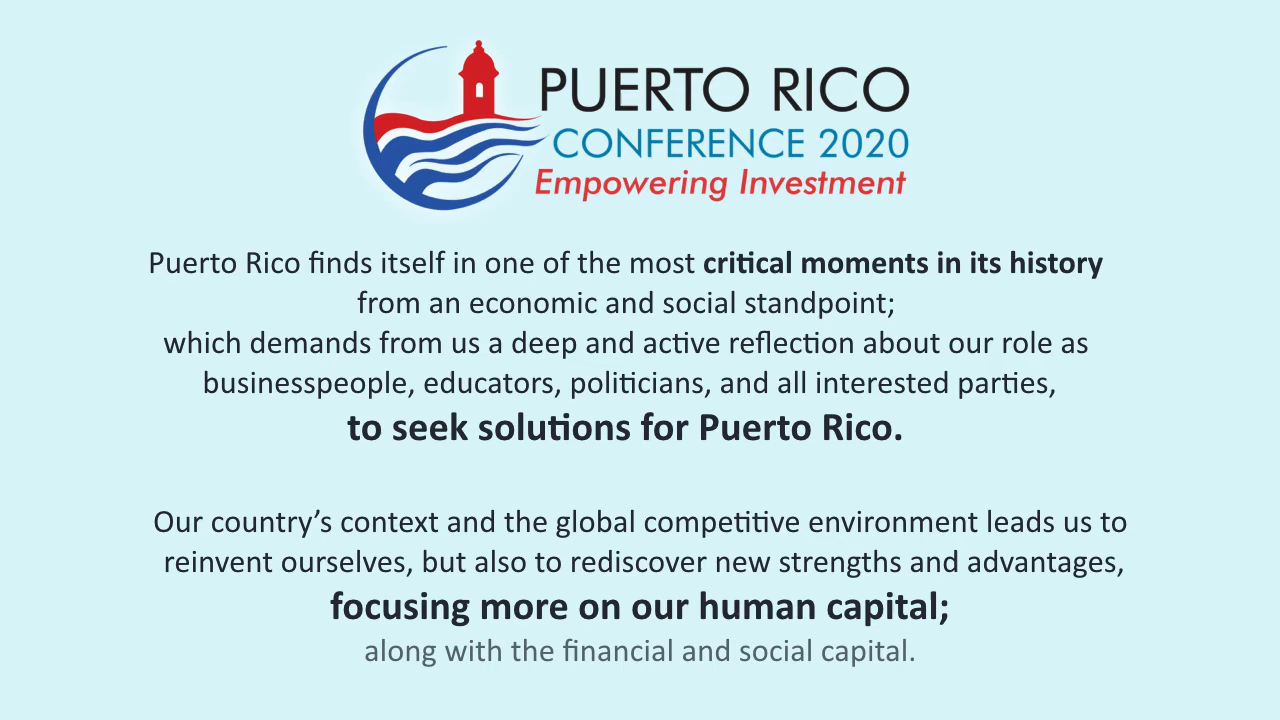 PUERTO RICO
CONFERENCE 2020
Empowering Investment
Puerto Rico finds itself in one of the most critical moments in its history
from an economic and social standpoint;
which demands from us a deep and active reflection about our role as
businesspeople, educators, politicians, and all interested parties,
to seek solutions for Puerto Rico.
Our country’s context and the global competitive environment leads us to
reinvent ourselves, but also to rediscover new strengths and advantages,
focusing more on our human capital;
along with the financial and social capital.